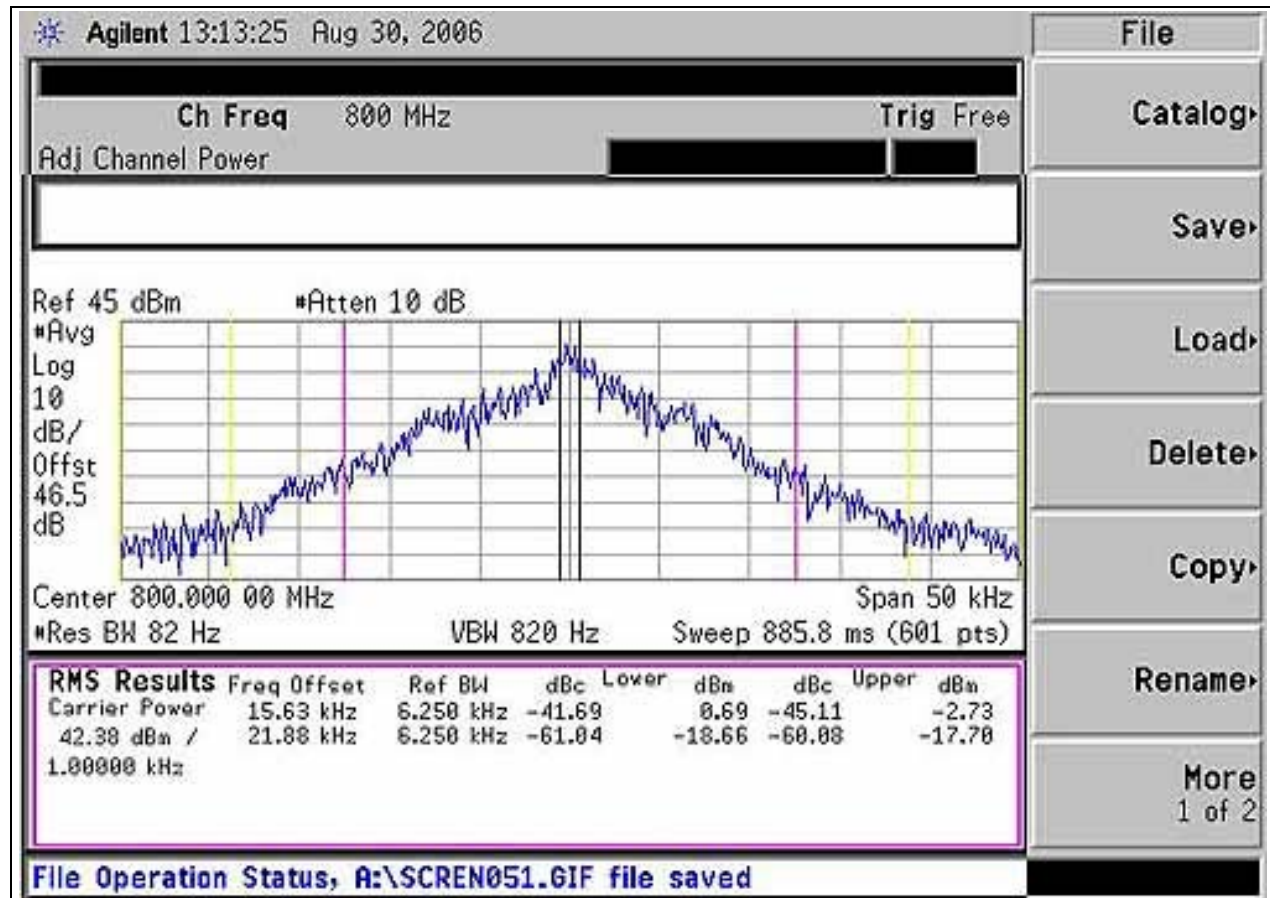 Agilent 13:13:25 Aug 30, 2006
File
Ch Freq 800 MHz Trig Free
Adj Channel Power
Catalog
Save
Load
Delete
Copy
Rename
More
1 of 2
Ref 45 dBm #Atten 10 dB
#Avg
Log
10
dB/
Offst
46.5
dB
Center 800.000 00 MHz Span 50 kHz
#Res BW 82 Hz VBW 820 Hz Sweep 885.8 ms (601 pts)
RMS Results Freq Offset Ref BW dBc Lower dBm dBc Upper dBm
Carrier Power 15.63 kHz 6.250 kHz -41.69 0.69 -45.11 -2.73
42.38 dBm / 21.88 kHz 6.250 kHz -61.04 -18.66 -60.08 -17.70
1.00000 kHz
File Operation Status, A:\SCREN051.GIF file saved